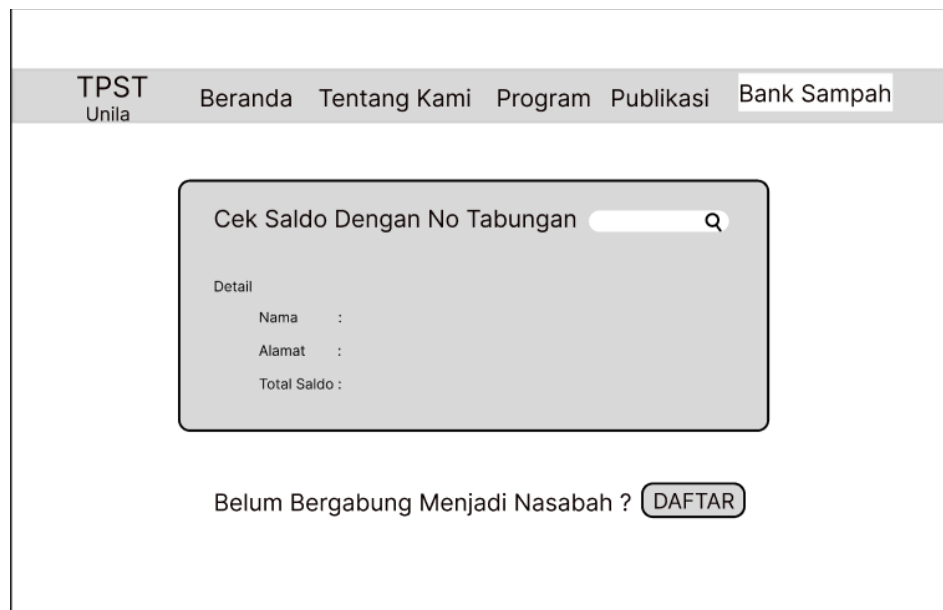 TPST
Unila
Beranda Tentang Kami Program Publikasi Bank Sampah
Cek Saldo Dengan No Tabungan
Detail
Nama :
Alamat :
Total Saldo :
Belum Bergabung Menjadi Nasabah ? DAFTAR